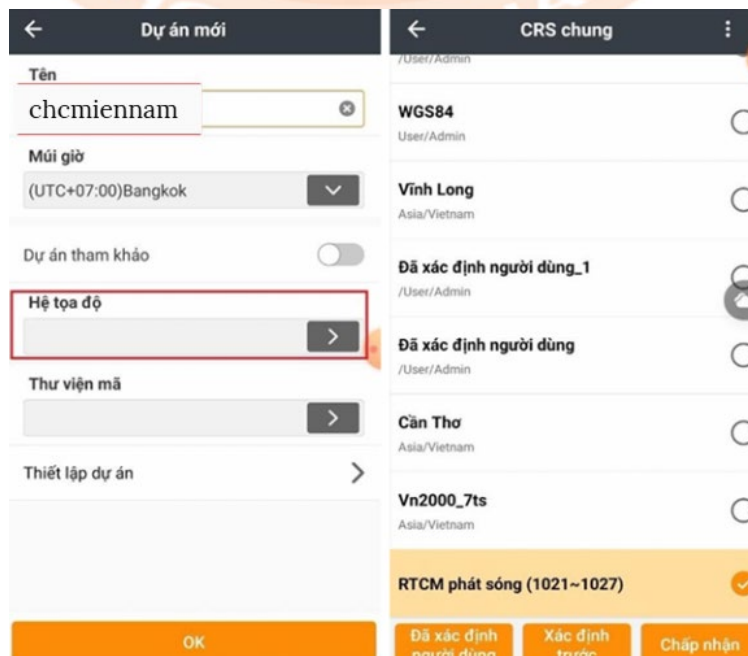 Dự án mới
Tên
chcmiennam
Múi giờ
(UTC+07:00)Bangkok
Dự án tham khảo
Hệ tọa độ
Thư viện mã
Thiết lập dự án
OK
CRS chung
/User/Admin
WGS84
User/Admin
Vĩnh Long
Asia/Vietnam
Đã xác định người dùng_1
/User/Admin
Đã xác định người dùng
/User/Admin
Cần Thơ
Asia/Vietnam
Vn2000_7ts
Asia/Vietnam
RTCM phát sóng (1021~1027)
Đã xác định
người dùng
Xác định
trước
Chấp nhận